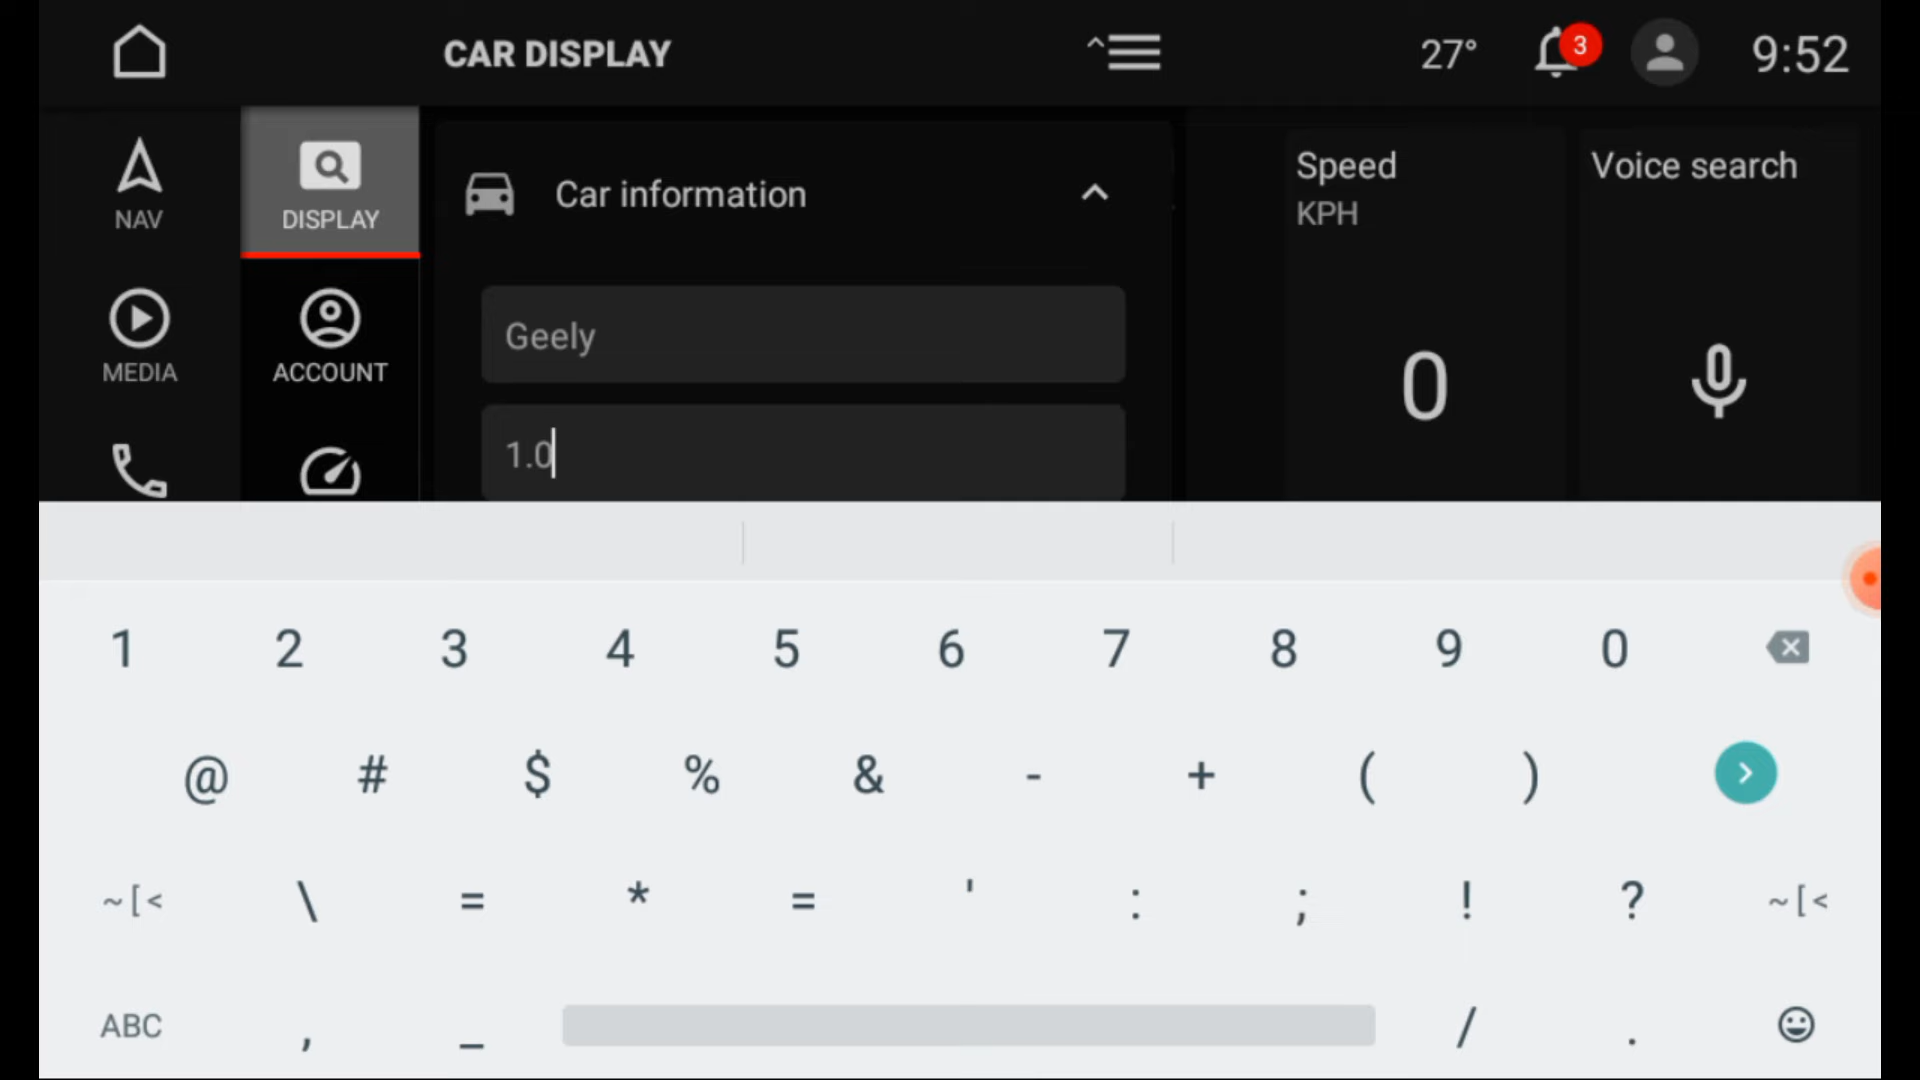 CAR DISPLAY
27°
3
9:52
NAV
DISPLAY
Car information
Speed
KPH
Voice search
Geely
MEDIA
ACCOUNT
0
1.0
1 2 3 4 5 6 7 8 9 0
@ # $ % & - + ( )
~[< \ = * = ' : ; ! ? ~[<
ABC , _ / .